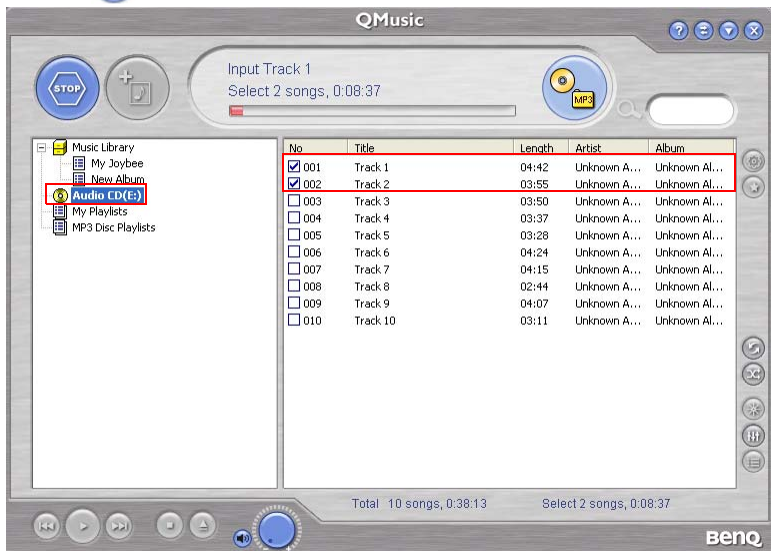 QMusic
?
STOP
Input Track 1
Select 2 songs, 0:08:37
MP3
Music Library
My Joybee
New Album
Audio CD(E:)
My Playlists
MP3 Disc Playlists
No Title Length Artist Album
001 Track 1 04:42 Unknown A... Unknown Al...
002 Track 2 03:55 Unknown A... Unknown Al...
003 Track 3 03:50 Unknown A... Unknown Al...
004 Track 4 03:37 Unknown A... Unknown Al...
005 Track 5 03:28 Unknown A... Unknown Al...
006 Track 6 04:24 Unknown A... Unknown Al...
007 Track 7 04:15 Unknown A... Unknown Al...
008 Track 8 02:44 Unknown A... Unknown Al...
009 Track 9 04:07 Unknown A... Unknown Al...
010 Track 10 03:11 Unknown A... Unknown Al...
Total 10 songs, 0:38:13 Select 2 songs, 0:08:37
BenQ